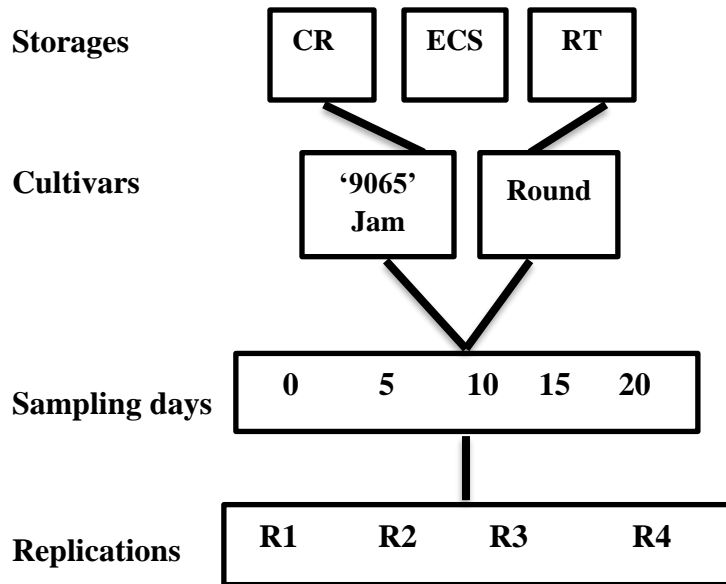 Storages CR ECS RT
Cultivars ‘9065’ Jam Round
Sampling days 0 5 10 15 20
Replications R1 R2 R3 R4